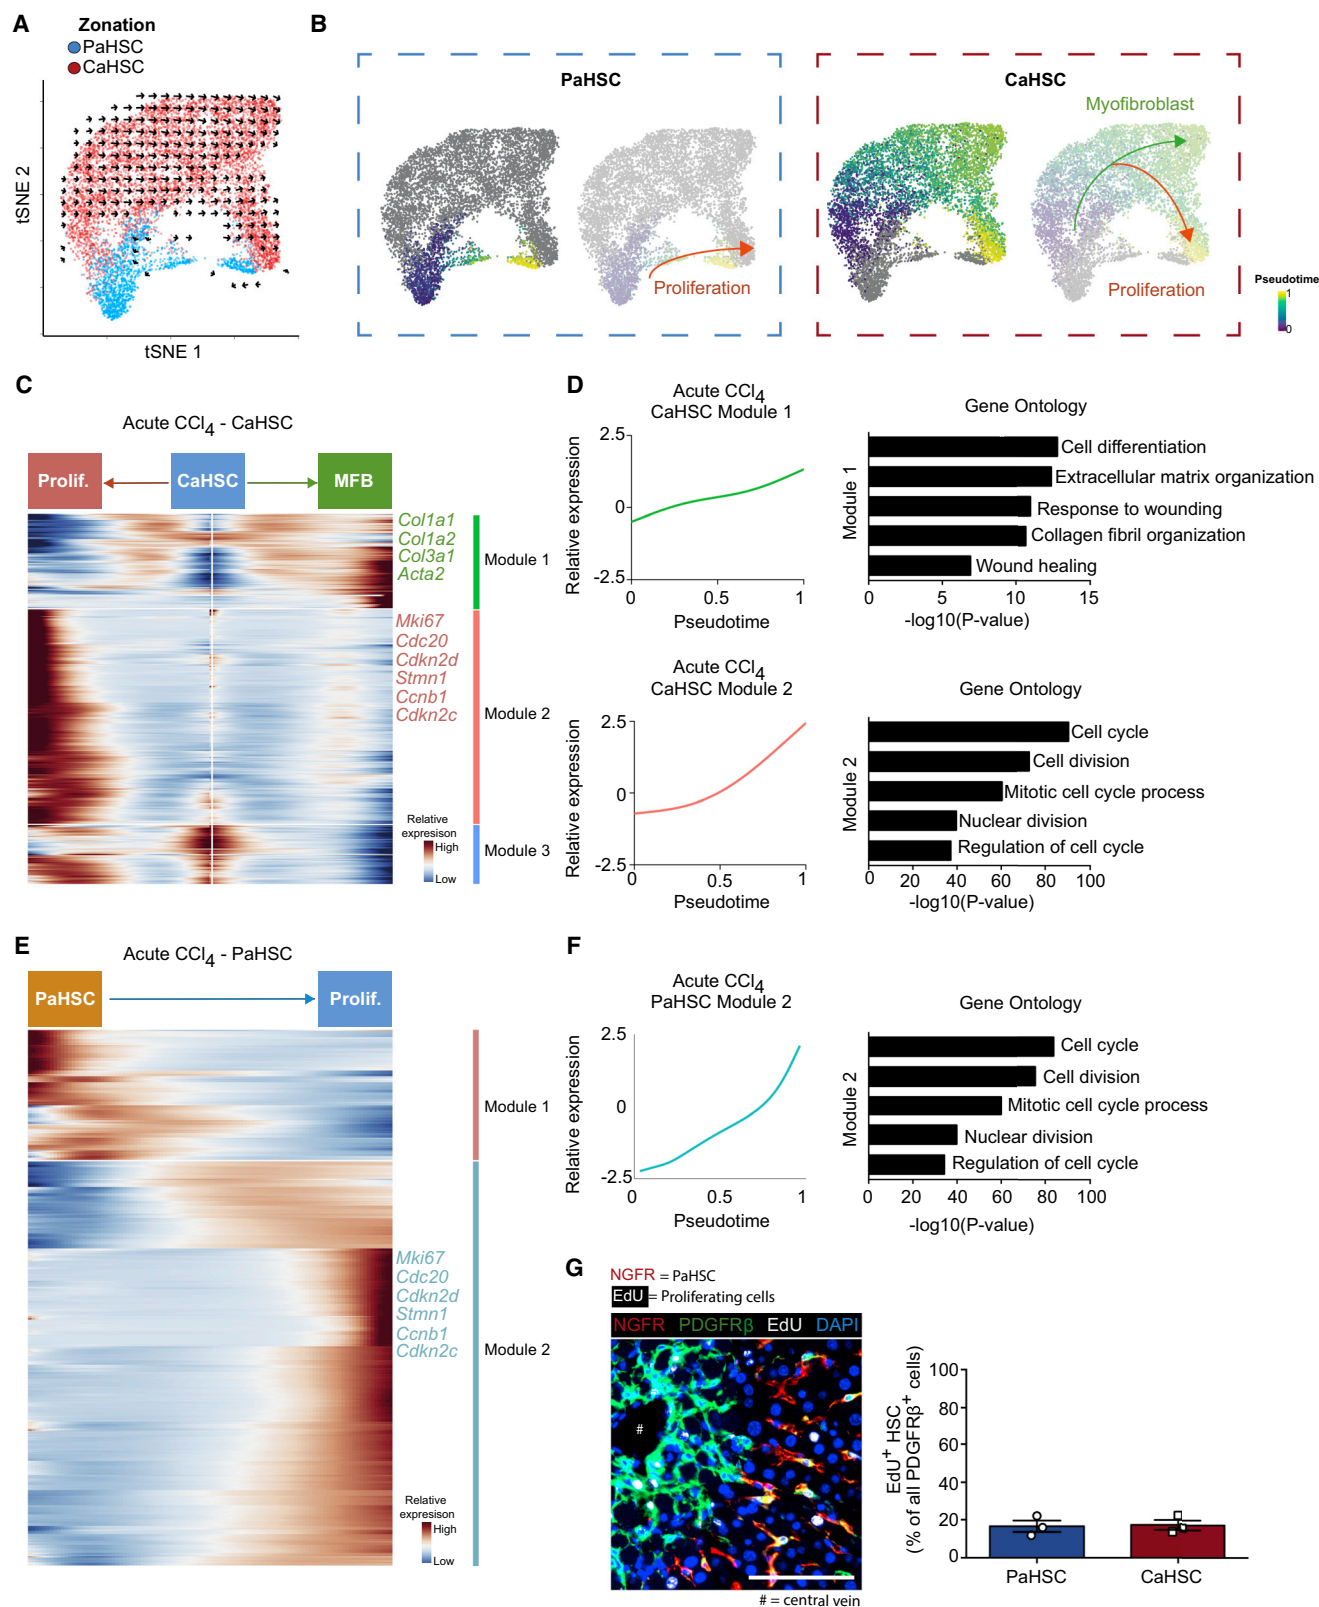 A
Zonation
PaHSC
CaHSC
tSNE 2
tSNE 1
B
PaHSC
Proliferation
CaHSC
Myofibroblast
Proliferation
Pseudotime
1
0
C
Acute CCl4 - CaHSC
Prolif.
CaHSC
MFB
Col1a1
Col1a2
Col3a1
Acta2
Module 1
Mki67
Cdc20
Cdkn2d
Stmn1
Ccnb1
Cdkn2c
Module 2
Module 3
Relative
expresison
High
Low
D
Acute CCl4
CaHSC Module 1
Relative expression
2.5
0
-2.5
0
0.5
1
Pseudotime
Gene Ontology
Module 1
Cell differentiation
Extracellular matrix organization
Response to wounding
Collagen fibril organization
Wound healing
0
5
10
15
-log10(P-value)
Acute CCl4
CaHSC Module 2
Relative expression
2.5
0
-2.5
0
0.5
1
Pseudotime
Gene Ontology
Module 2
Cell cycle
Cell division
Mitotic cell cycle process
Nuclear division
Regulation of cell cycle
0
20
40
60
80
100
-log10(P-value)
E
Acute CCl4 - PaHSC
PaHSC
Prolif.
Module 1
Mki67
Cdc20
Cdkn2d
Stmn1
Ccnb1
Cdkn2c
Module 2
Relative
expresison
High
Low
F
Acute CCl4
PaHSC Module 2
Relative expression
2.5
0
-2.5
0
0.5
1
Pseudotime
Gene Ontology
Module 2
Cell cycle
Cell division
Mitotic cell cycle process
Nuclear division
Regulation of cell cycle
0
20
40
60
80
100
-log10(P-value)
G
NGFR = PaHSC
EdU = Proliferating cells
NGFR PDGFRβ EdU DAPI
#
# = central vein
EdU+ HSC
(% of all PDGFRβ+ cells)
100
80
60
40
20
0
PaHSC
CaHSC